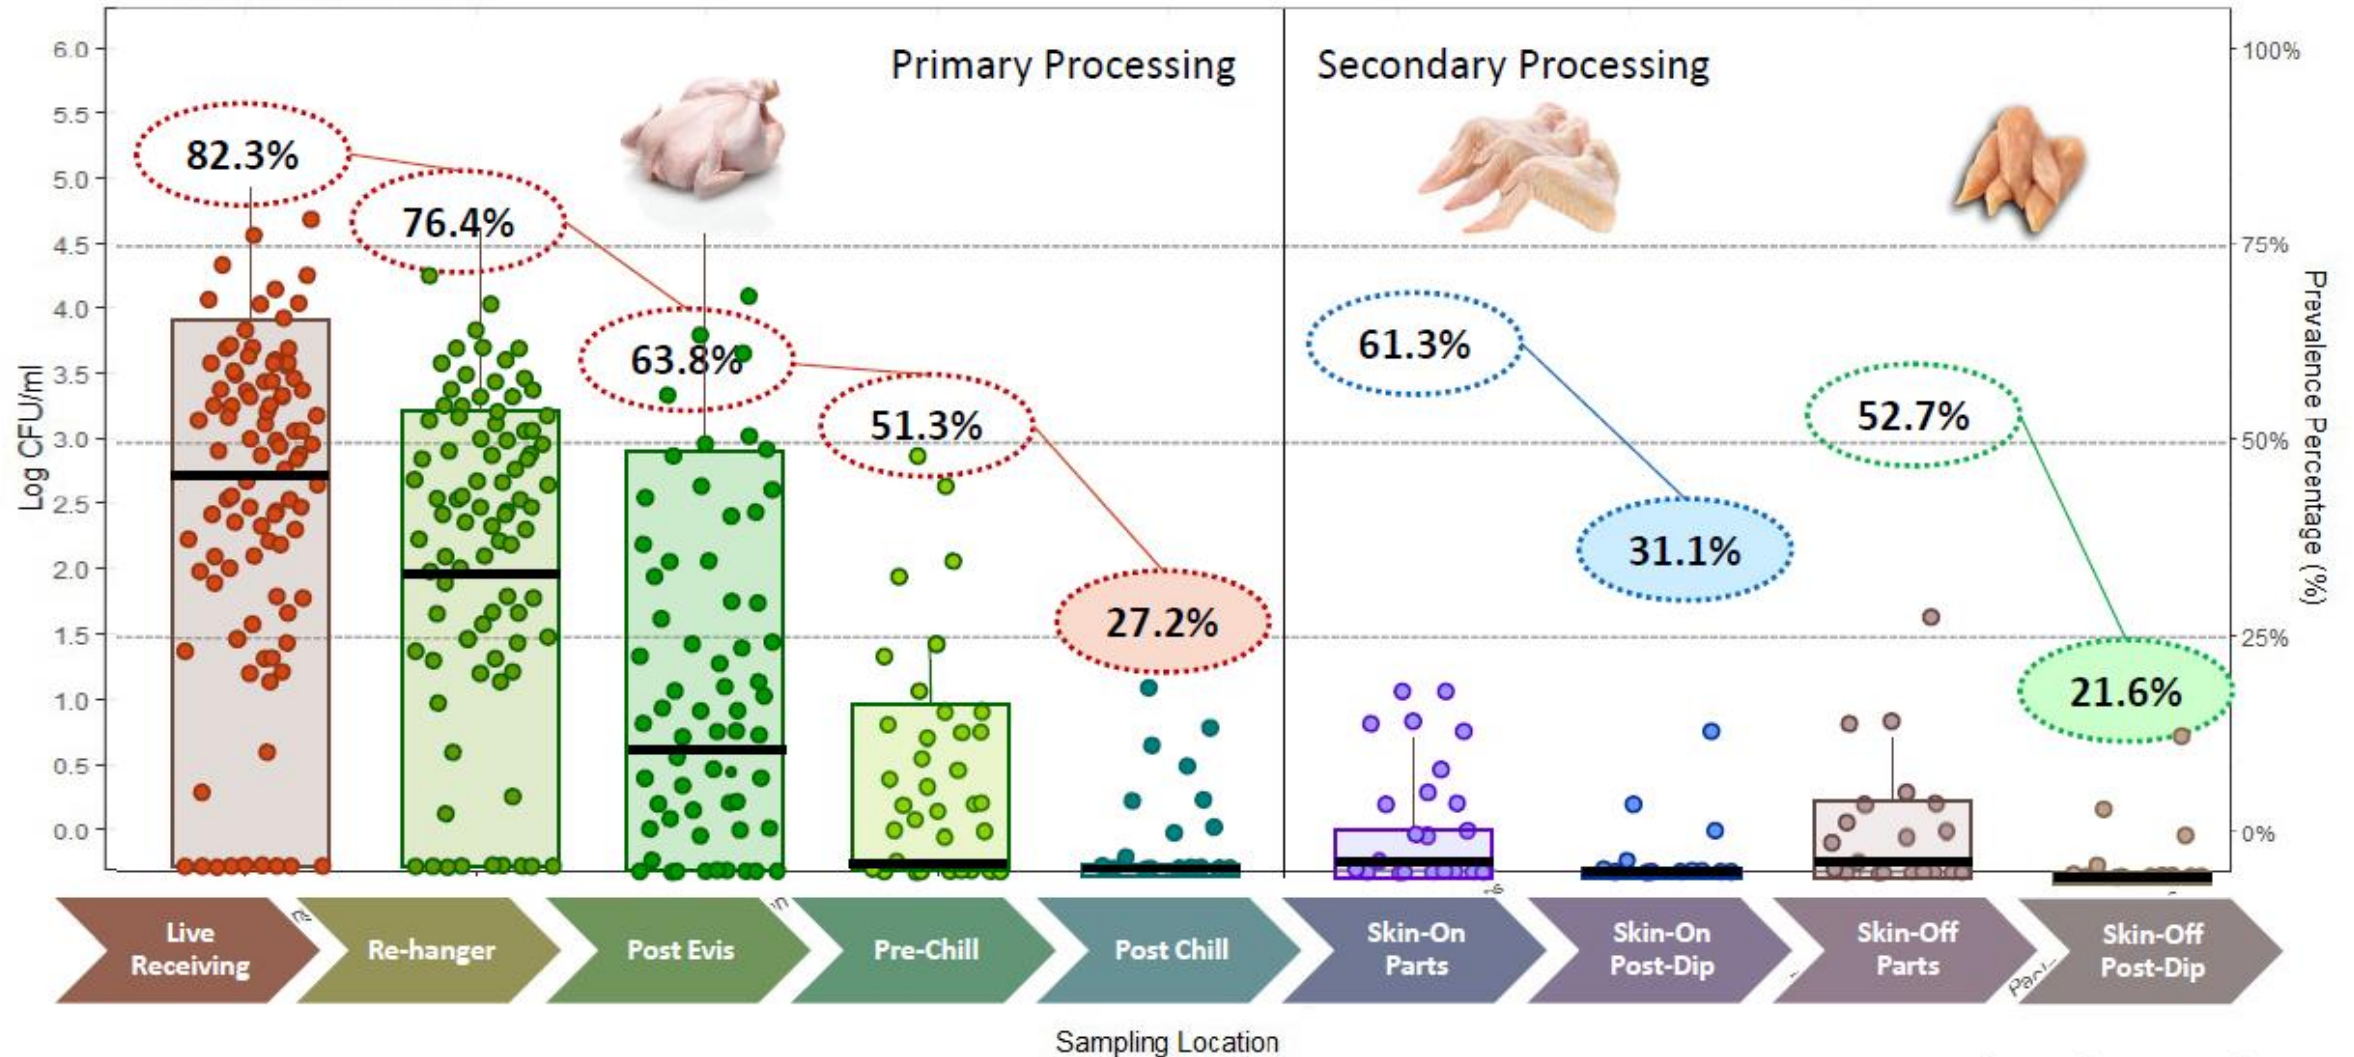 Primary Processing
Secondary Processing
Log CFU/ml
6.0
5.5
5.0
4.5
4.0
3.5
3.0
2.5
2.0
1.5
1.0
0.5
0.0
82.3%
76.4%
63.8%
51.3%
27.2%
61.3%
31.1%
52.7%
21.6%
100%
75%
50%
25%
0%
Prevalence Percentage (%)
Live
Receiving
Re-hanger
Post Evis
Pre-Chill
Post Chill
Skin-On
Parts
Skin-On
Post-Dip
Skin-Off
Parts
Skin-Off
Post-Dip
Sampling Location